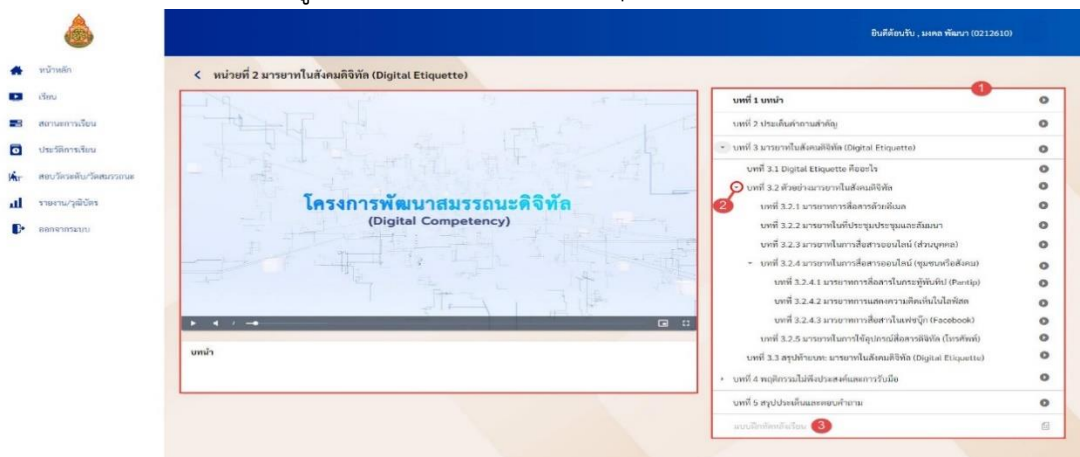 ยินดีต้อนรับ , มงคล พัฒนา (0212610)
หน้าหลัก
เรียน
สถานะการเรียน
ประวัติการเรียน
สอบวัดระดับ/วัดสมรรถนะ
รายงาน/วุฒิบัตร
ออกจากระบบ
หน่วยที่ 2 มารยาทในสังคมดิจิทัล (Digital Etiquette)
โครงการพัฒนาสมรรถนะดิจิทัล
(Digital Competency)
บทนำ
1
บทที่ 1 บทนำ
บทที่ 2 ประเด็นคำถามสำคัญ
บทที่ 3 มารยาทในสังคมดิจิทัล (Digital Etiquette)
บทที่ 3.1 Digital Etiquette คืออะไร
บทที่ 3.2 ตัวอย่างมารยาทในสังคมดิจิทัล
2
บทที่ 3.2.1 มารยาทการสื่อสารด้วยอีเมล
บทที่ 3.2.2 มารยาทในที่ประชุมประชุมและสัมมนา
บทที่ 3.2.3 มารยาทในการสื่อสารออนไลน์ (ส่วนบุคคล)
บทที่ 3.2.4 มารยาทในการสื่อสารออนไลน์ (ชุมชนหรือสังคม)
บทที่ 3.2.4.1 มารยาทการสื่อสารในกระทู้พันทิป (Pantip)
บทที่ 3.2.4.2 มารยาทการแสดงความคิดเห็นในไลฟ์สด
บทที่ 3.2.4.3 มารยาทการสื่อสารในเฟซบุ๊ก (Facebook)
บทที่ 3.2.5 มารยาทในการใช้อุปกรณ์สื่อสารดิจิทัล (โทรศัพท์)
บทที่ 3.3 สรุปท้ายบท: มารยาทในสังคมดิจิทัล (Digital Etiquette)
บทที่ 4 พฤติกรรมไม่พึงประสงค์และการรับมือ
บทที่ 5 สรุปประเด็นและตอบคำถาม
แบบฝึกหัดหลังเรียน 3